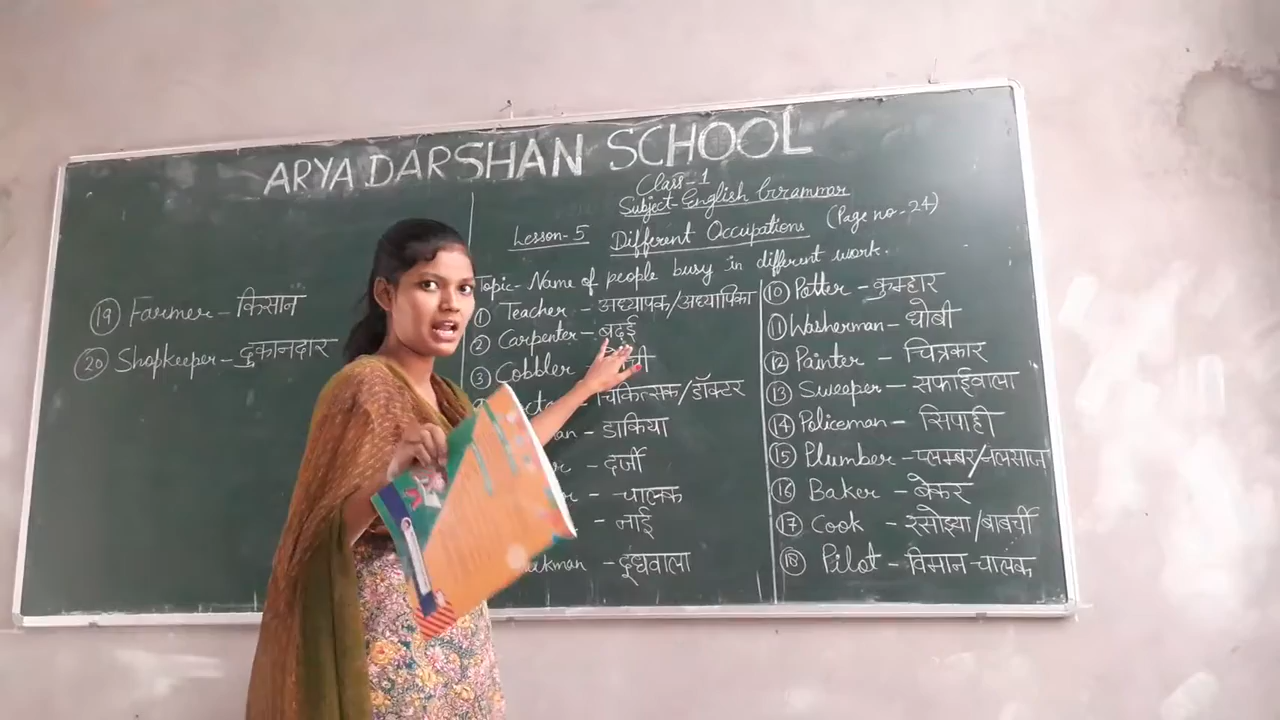 ARYA DARSHAN SCHOOL
Class-1
Subject-English Grammar
Lesson-5 Different Occupations (Page no.-24)
Topic- Name of people busy in different work.
① Teacher - अध्यापक/अध्यापिका
② Carpenter - बढ़ई
③ Cobbler -
चिकित्सक/डॉक्टर
- डाकिया
- दर्जी
- चालक
- नाई
- दूधवाला
⑩ Potter - कुम्हार
⑪ Washerman - धोबी
⑫ Painter - चित्रकार
⑬ Sweeper - सफाईवाला
⑭ Policeman - सिपाही
⑮ Plumber - प्लम्बर/नलसाज
⑯ Baker - बेकर
⑰ Cook - रसोइया/बाबर्ची
⑱ Pilot - विमान-चालक
⑲ Farmer - किसान
⑳ Shopkeeper - दुकानदार